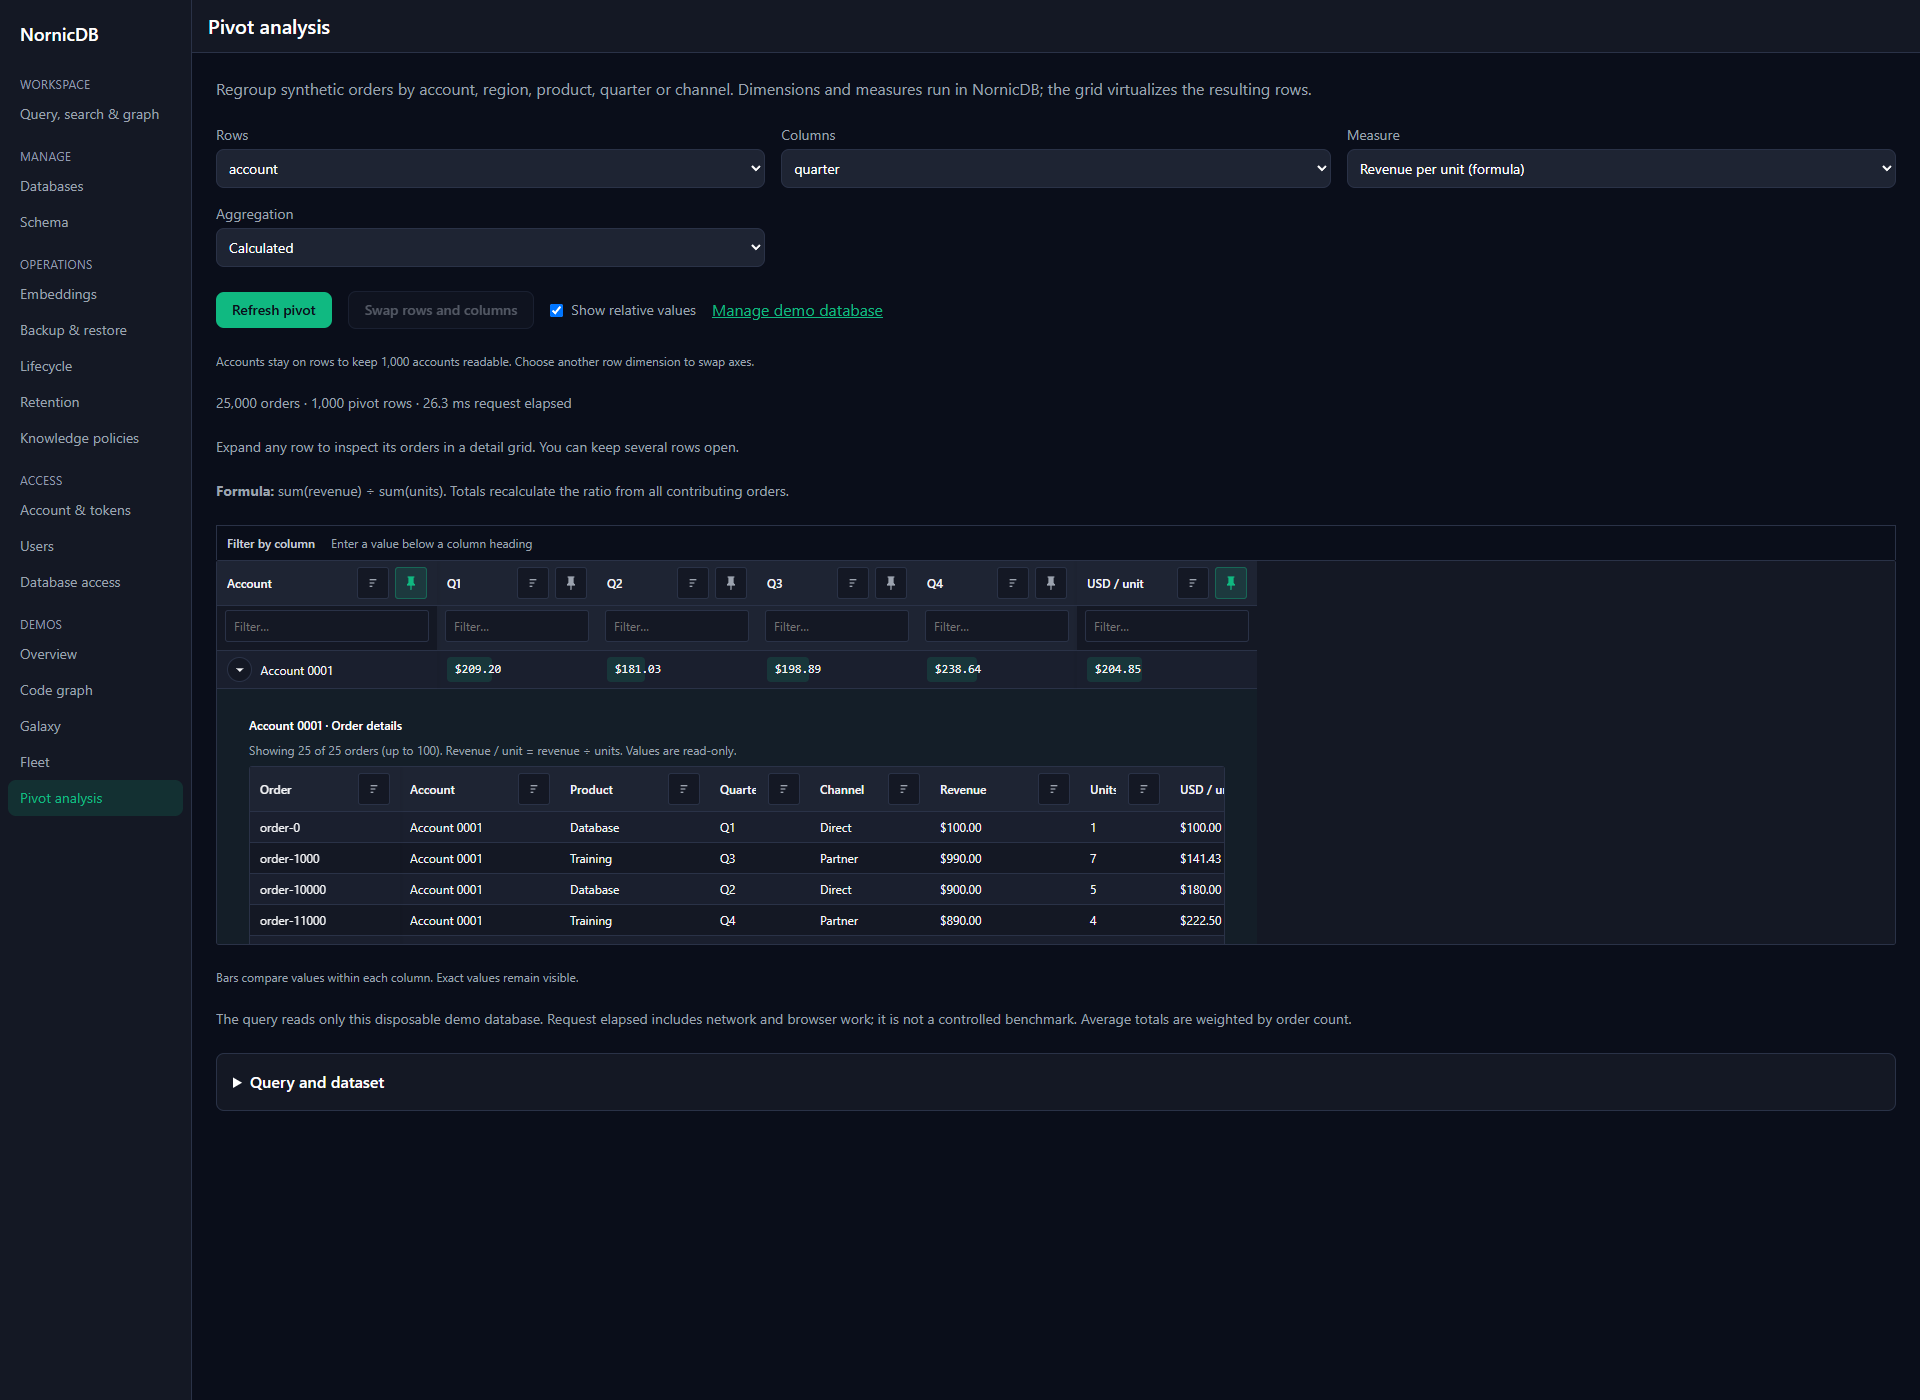 NornicDB
Pivot analysis
WORKSPACE
Query, search & graph
MANAGE
Databases
Schema
OPERATIONS
Embeddings
Backup & restore
Lifecycle
Retention
Knowledge policies
ACCESS
Account & tokens
Users
Database access
DEMOS
Overview
Code graph
Galaxy
Fleet
Pivot analysis
Regroup synthetic orders by account, region, product, quarter or channel. Dimensions and measures run in NornicDB; the grid virtualizes the resulting rows.
Rows Columns Measure
account quarter Revenue per unit (formula)
Aggregation
Calculated
Refresh pivot Swap rows and columns Show relative values Manage demo database
Accounts stay on rows to keep 1,000 accounts readable. Choose another row dimension to swap axes.
25,000 orders · 1,000 pivot rows · 26.3 ms request elapsed
Expand any row to inspect its orders in a detail grid. You can keep several rows open.
Formula: sum(revenue) ÷ sum(units). Totals recalculate the ratio from all contributing orders.
Filter by column Enter a value below a column heading
Account Q1 Q2 Q3 Q4 USD / unit
Filter... Filter... Filter... Filter... Filter... Filter...
Account 0001 $209.20 $181.03 $198.89 $238.64 $204.85
Account 0001 · Order details
Showing 25 of 25 orders (up to 100). Revenue / unit = revenue ÷ units. Values are read-only.
Order Account Product Quarte Channel Revenue Units USD / u
order-0 Account 0001 Database Q1 Direct $100.00 1 $100.00
order-1000 Account 0001 Training Q3 Partner $990.00 7 $141.43
order-10000 Account 0001 Database Q2 Direct $900.00 5 $180.00
order-11000 Account 0001 Training Q4 Partner $890.00 4 $222.50
Bars compare values within each column. Exact values remain visible.
The query reads only this disposable demo database. Request elapsed includes network and browser work; it is not a controlled benchmark. Average totals are weighted by order count.
Query and dataset